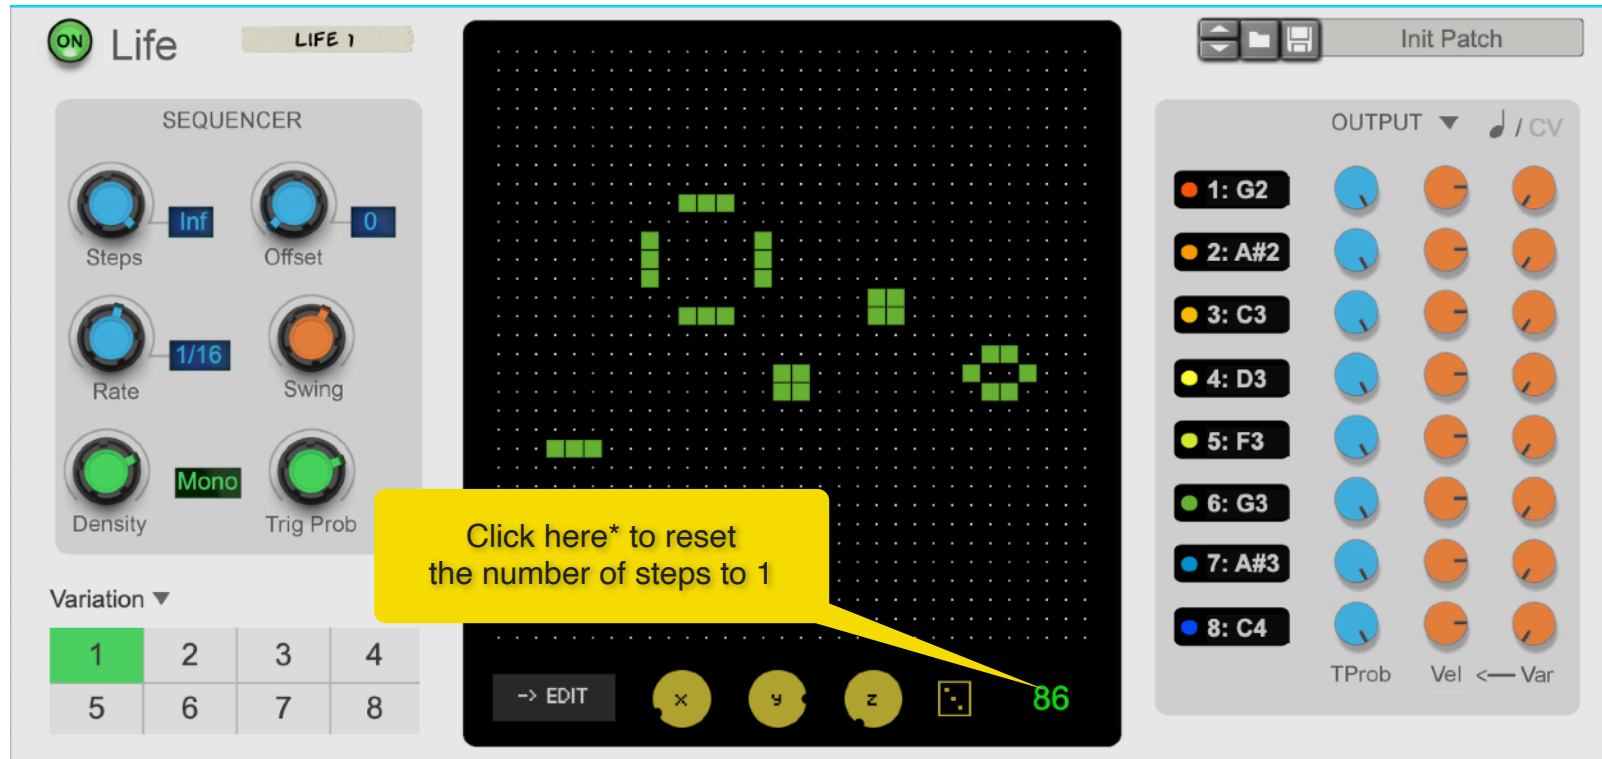 ON
Life
LIFE 1
Init Patch
SEQUENCER
Inf
0
Steps
Offset
1/16
Rate
Swing
Mono
Density
Trig Prob
Variation
1 2 3 4
5 6 7 8
Click here* to reset
the number of steps to 1
-> EDIT
x
y
z
86
OUTPUT
/ CV
1: G2
2: A#2
3: C3
4: D3
5: F3
6: G3
7: A#3
8: C4
TProb
Vel <— Var